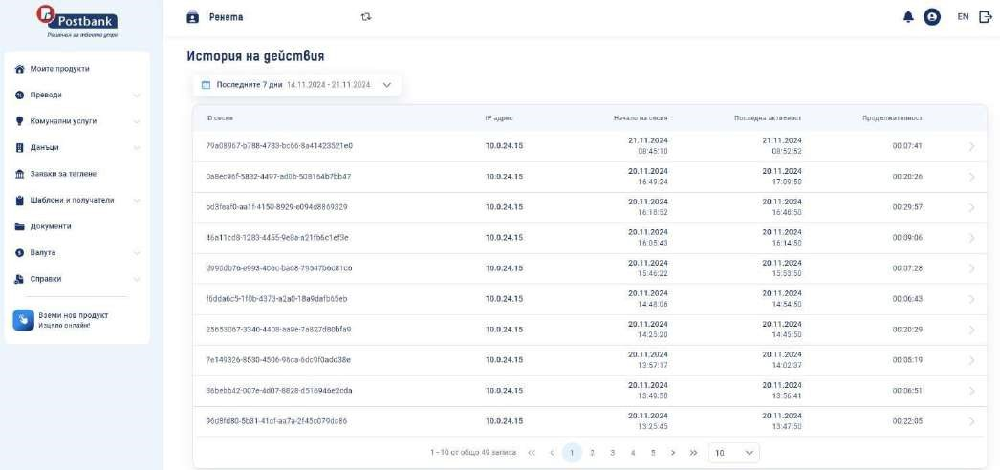 Postbank
Решения за твоето утре
Ренета
EN
Моите продукти
Преводи
Комунални услуги
Данъци
Заявки за теглене
Шаблони и получатели
Документи
Валута
Справки
Вземи нов продукт
Изцяло онлайн!
История на действия
Последните 7 дни 14.11.2024 - 21.11.2024
ID сесия IP адрес Начало на сесия Последна активност Продължителност
79a08967-b788-4733-bc66-8a41423521e0 10.0.24.15 21.11.2024 21.11.2024 00:07:41
08:45:10 08:52:52
0a8ec96f-5832-4497-ad0b-508164b7bb47 10.0.24.15 20.11.2024 20.11.2024 00:20:26
16:49:24 17:09:50
bd3feaf0-aa1f-4150-8929-e094d8869329 10.0.24.15 20.11.2024 20.11.2024 00:29:57
16:18:52 16:48:50
46a11cd8-1283-4455-9e8a-a21fb6c1ef3e 10.0.24.15 20.11.2024 20.11.2024 00:09:06
16:05:43 16:14:50
d990db76-e993-406c-ba68-79547b6c81c6 10.0.24.15 20.11.2024 20.11.2024 00:07:28
15:46:22 15:53:50
f6dda6c5-1f0b-4373-a2a0-18a9dafb65eb 10.0.24.15 20.11.2024 20.11.2024 00:06:43
14:48:06 14:54:50
25653067-3340-4408-aa9e-7a827d80bfa9 10.0.24.15 20.11.2024 20.11.2024 00:20:29
14:25:20 14:45:50
7e149326-8530-4506-96ca-6dc9f0add38e 10.0.24.15 20.11.2024 20.11.2024 00:05:19
13:57:17 14:02:37
36bebb42-007e-4d07-8828-d516946e2cda 10.0.24.15 20.11.2024 20.11.2024 00:06:51
13:49:50 13:56:41
96d8fd80-5b31-41cf-aa7a-2f45c079dc86 10.0.24.15 20.11.2024 20.11.2024 00:22:05
13:25:45 13:47:50
1 - 10 от общо 49 записа 1 2 3 4 5 10